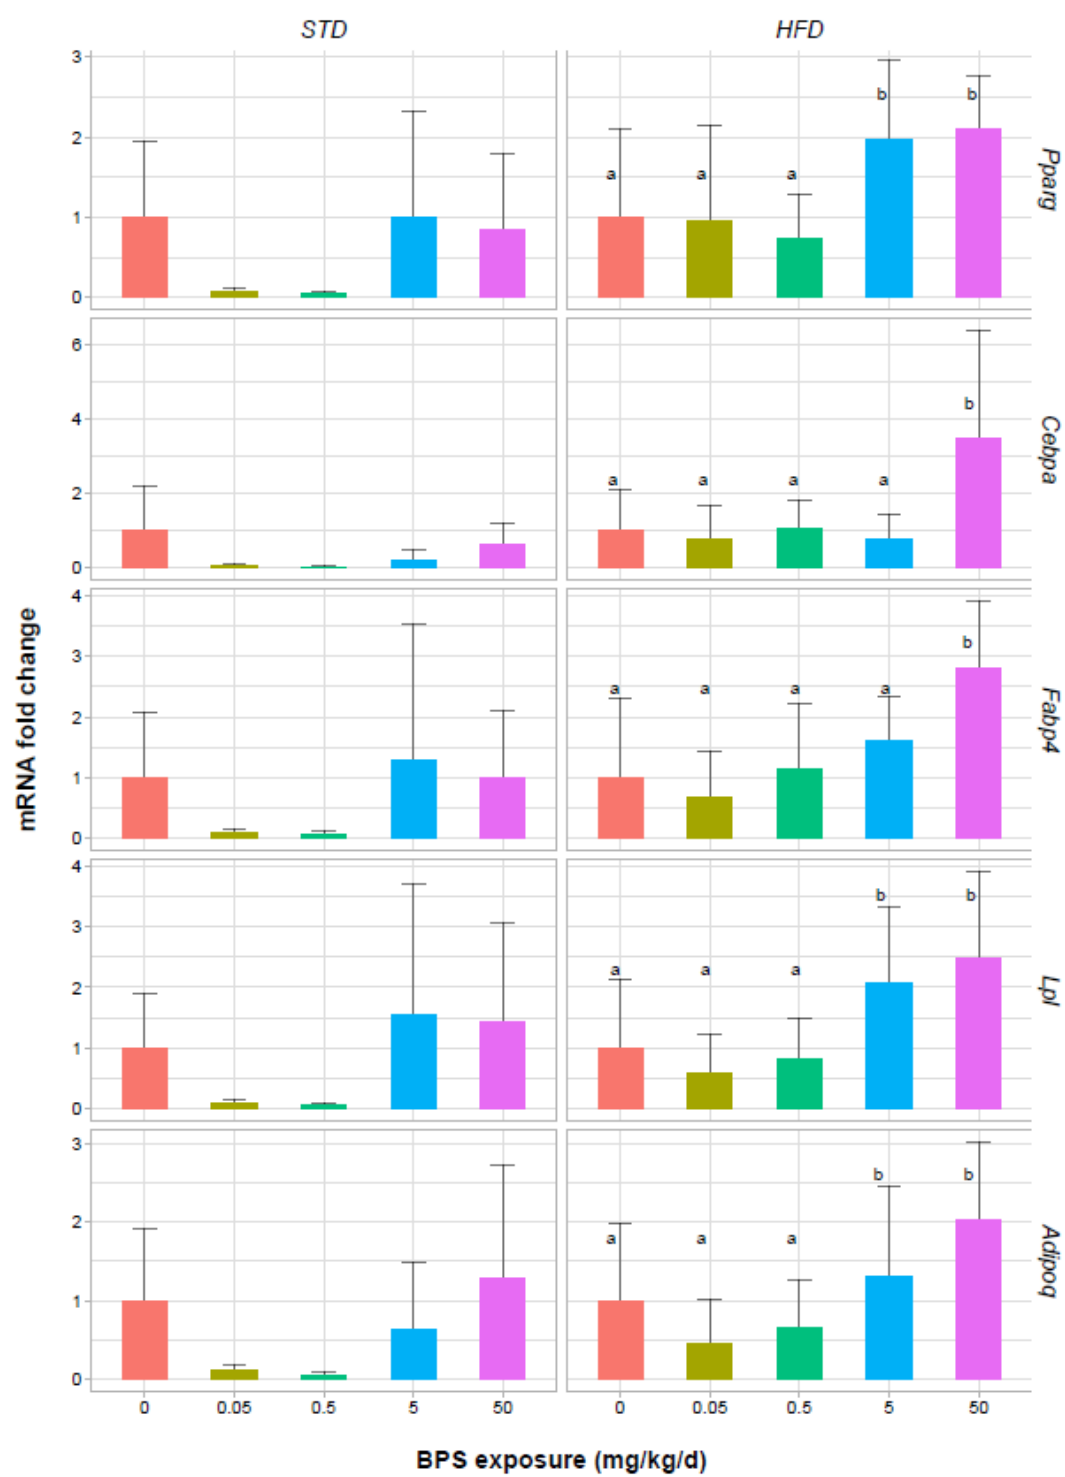 STD HFD
3
2
1
0
a a a b b
Pparg
6
4
2
0
a a a a b
Cebpa
4
3
2
1
0
a a a a b
Fabp4
4
3
2
1
0
a a a b b
Lpl
3
2
1
0
a a a b b
Adipoq
mRNA fold change
0 0.05 0.5 5 50 0 0.05 0.5 5 50
BPS exposure (mg/kg/d)